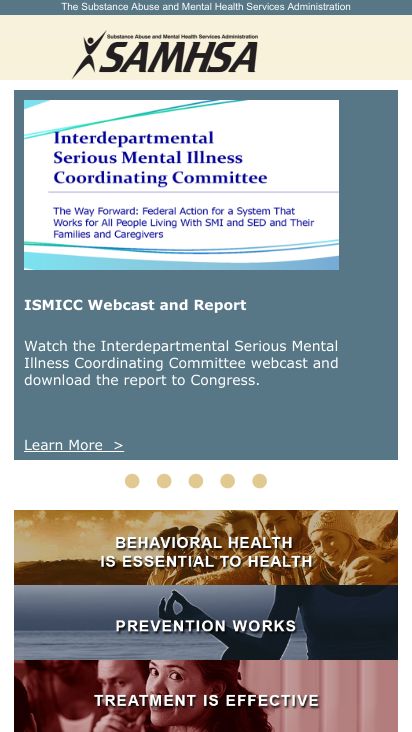 The Substance Abuse and Mental Health Services Administration
Substance Abuse and Mental Health Services Administration
SAMHSA
Interdepartmental
Serious Mental Illness
Coordinating Committee
The Way Forward: Federal Action for a System That
Works for All People Living With SMI and SED and Their
Families and Caregivers
ISMICC Webcast and Report
Watch the Interdepartmental Serious Mental
Illness Coordinating Committee webcast and
download the report to Congress.
Learn More >
BEHAVIORAL HEALTH
IS ESSENTIAL TO HEALTH
PREVENTION WORKS
TREATMENT IS EFFECTIVE